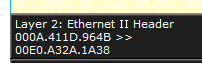 Layer 2: Ethernet II Header
000A.411D.964B >>
00E0.A32A.1A38